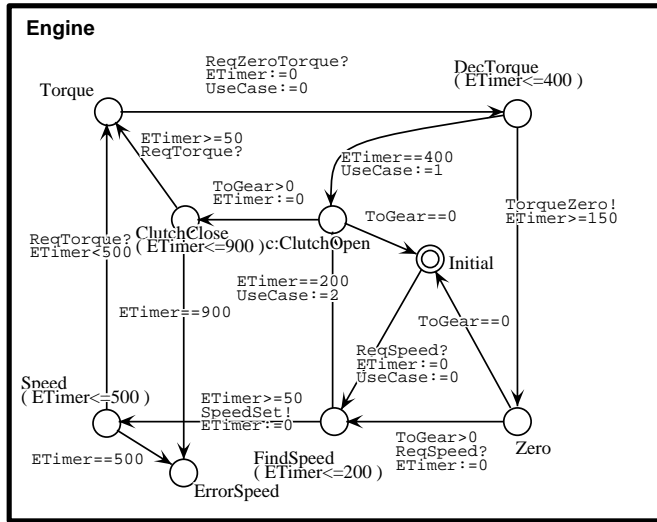 Engine
ReqZeroTorque?
ETimer:=0
UseCase:=0
DecTorque
( ETimer<=400 )
Torque
ETimer>=50
ReqTorque?
ETimer==400
UseCase:=1
ToGear>0
ETimer:=0
TorqueZero!
ETimer>=150
ToGear==0
ClutchClose
( ETimer<=900 )
c:ClutchOpen
ReqTorque?
ETimer<500
Initial
ETimer==200
UseCase:=2
ETimer==900
ToGear==0
ReqSpeed?
ETimer:=0
UseCase:=0
Speed
( ETimer<=500 )
ETimer>=50
SpeedSet!
ETimer:=0
ToGear>0
ReqSpeed?
ETimer:=0
Zero
ETimer==500
FindSpeed
( ETimer<=200 )
ErrorSpeed